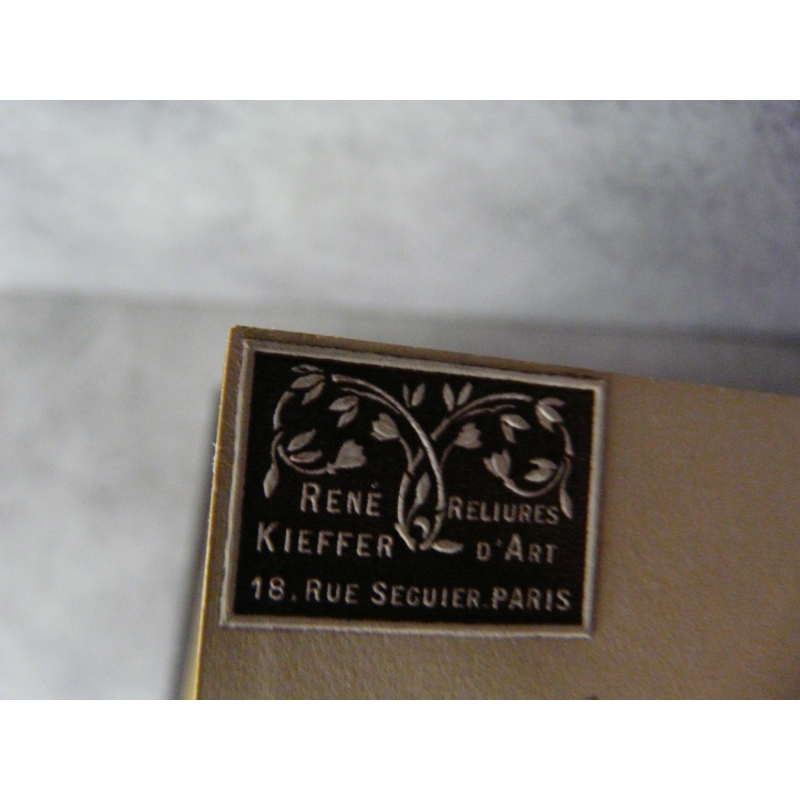 RENÉ RELIURES
KIEFFER D'ART
18. RUE SEGUIER. PARIS